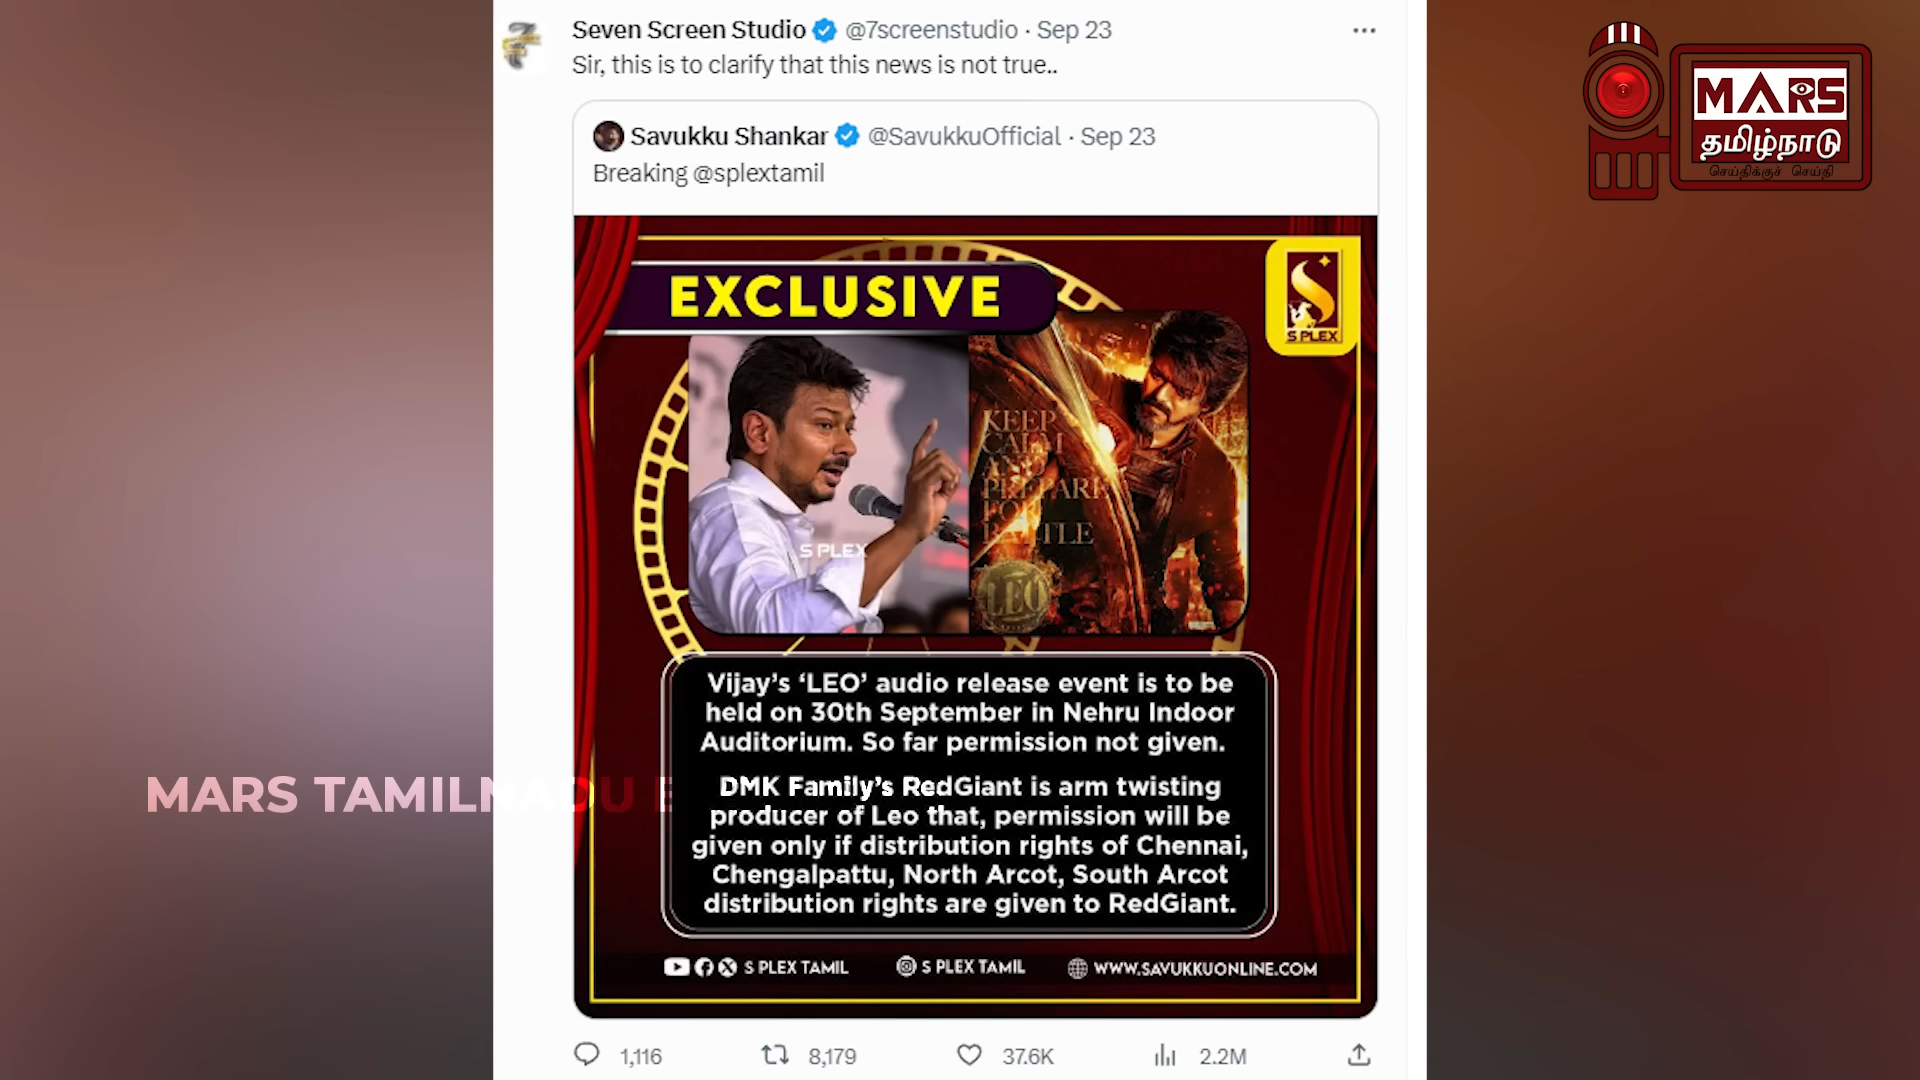 Seven Screen Studio @7screenstudio · Sep 23
Sir, this is to clarify that this news is not true..
Savukku Shankar @SavukkuOfficial · Sep 23
Breaking @splextamil
MARS
தமிழ்நாடு
செய்திக்குச் செய்தி
EXCLUSIVE
S PLEX
KEEP
CALM
AND
PREPARE
FOR
BATTLE
S PLEX
LEO
Vijay's ‘LEO’ audio release event is to be
held on 30th September in Nehru Indoor
Auditorium. So far permission not given.
DMK Family's RedGiant is arm twisting
producer of Leo that, permission will be
given only if distribution rights of Chennai,
Chengalpattu, North Arcot, South Arcot
distribution rights are given to RedGiant.
MARS TAMILNADU E
S PLEX TAMIL S PLEX TAMIL WWW.SAVUKKUONLINE.COM
1,116 8,179 37.6K 2.2M